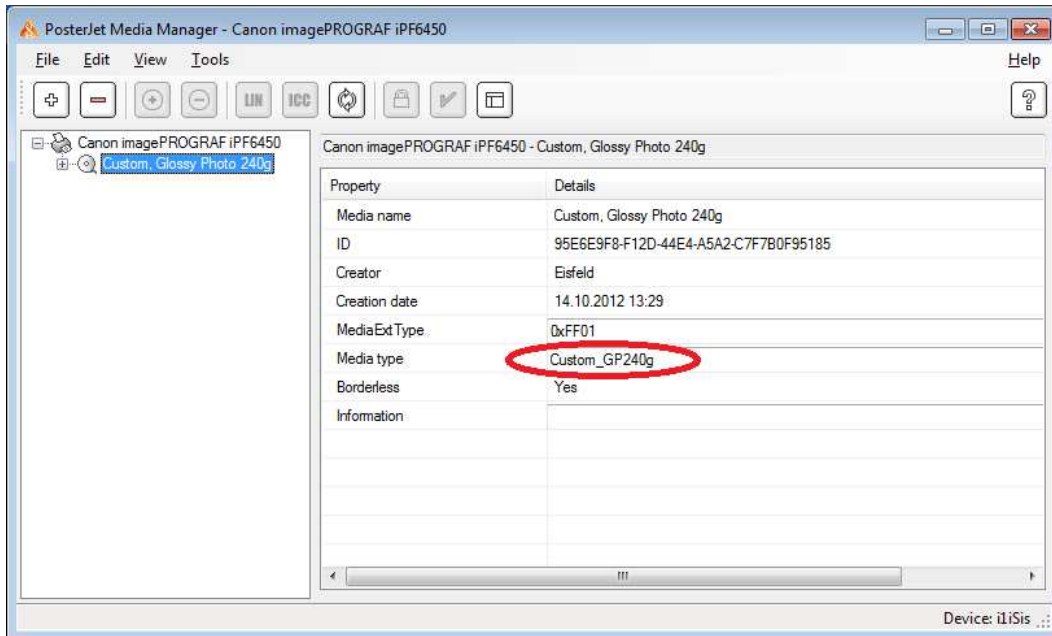 PosterJet Media Manager - Canon imagePROGRAF iPF6450
File Edit View Tools Help
LIN ICC
Canon imagePROGRAF iPF6450
Custom, Glossy Photo 240g
Canon imagePROGRAF iPF6450 - Custom, Glossy Photo 240g
Property Details
Media name Custom, Glossy Photo 240g
ID 95E6E9F8-F12D-44E4-A5A2-C7F7B0F95185
Creator Eisfeld
Creation date 14.10.2012 13:29
MediaExtType 0xFF01
Media type Custom_GP240g
Borderless Yes
Information
Device: i1iSis